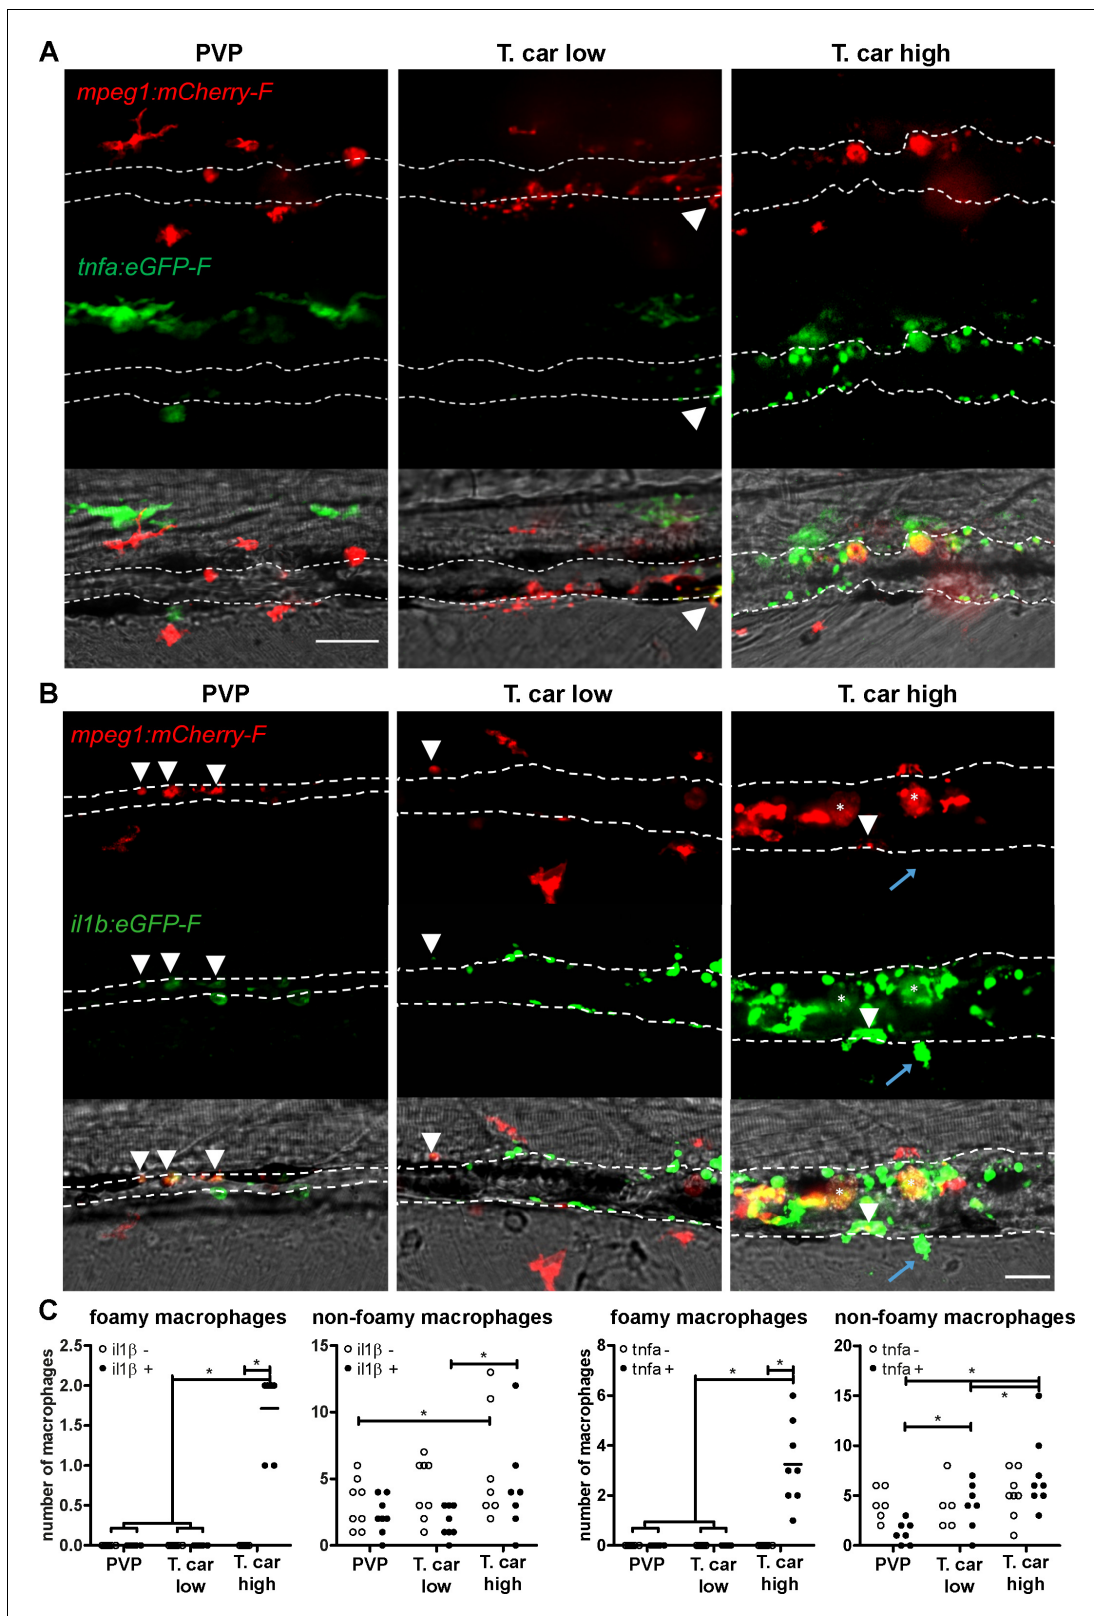 A
PVP
T. car low
T. car high
mpeg1:mCherry-F
tnfa:eGFP-F
B
PVP
T. car low
T. car high
mpeg1:mCherry-F
*
*
il1b:eGFP-F
*
*
*
*
C
foamy macrophages
non-foamy macrophages
foamy macrophages
non-foamy macrophages
number of macrophages
2.5
2.0
1.5
1.0
0.5
0.0
il1β -
il1β +
*
*
PVP
T. car low
T. car high
15
10
5
0
il1β -
il1β +
*
*
PVP
T. car low
T. car high
number of macrophages
8
6
4
2
0
tnfa -
tnfa +
*
*
PVP
T. car low
T. car high
20
15
10
5
0
tnfa -
tnfa +
*
*
*
PVP
T. car low
T. car high